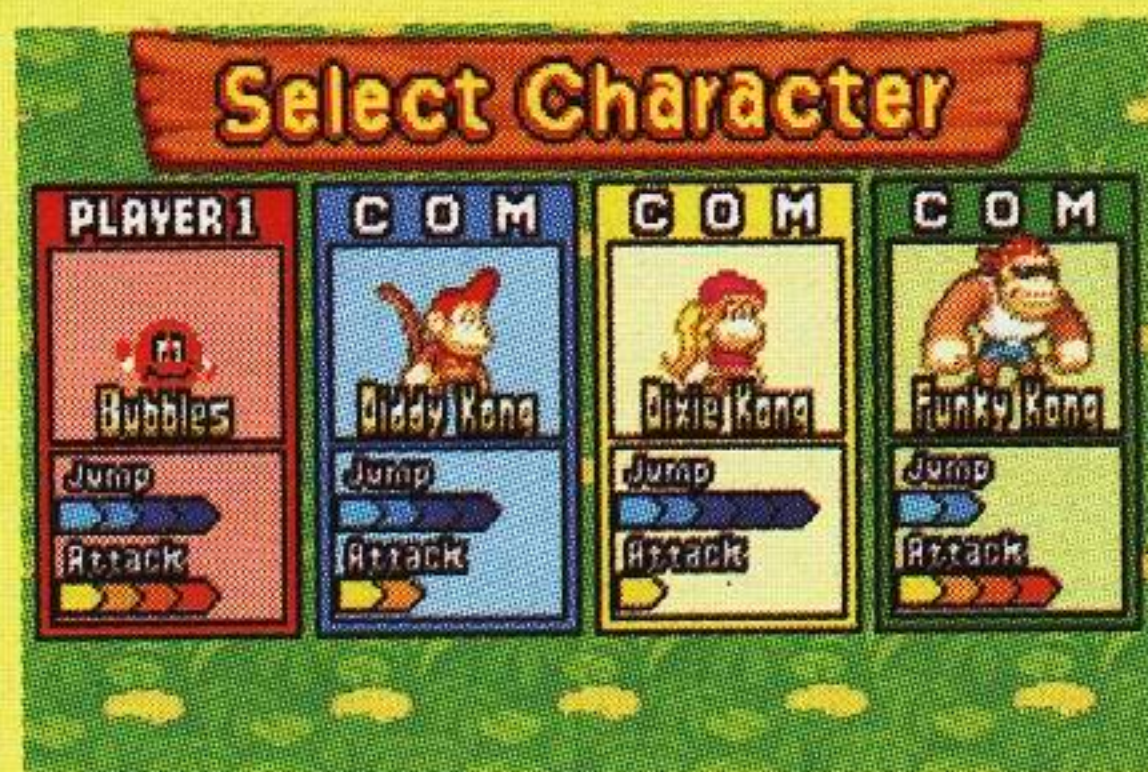 Select Character
PLAYER 1
Bubbles
Jump
Attack
COM
Diddy Kong
Jump
Attack
COM
Dixie Kong
Jump
Attack
COM
Funky Kong
Jump
Attack